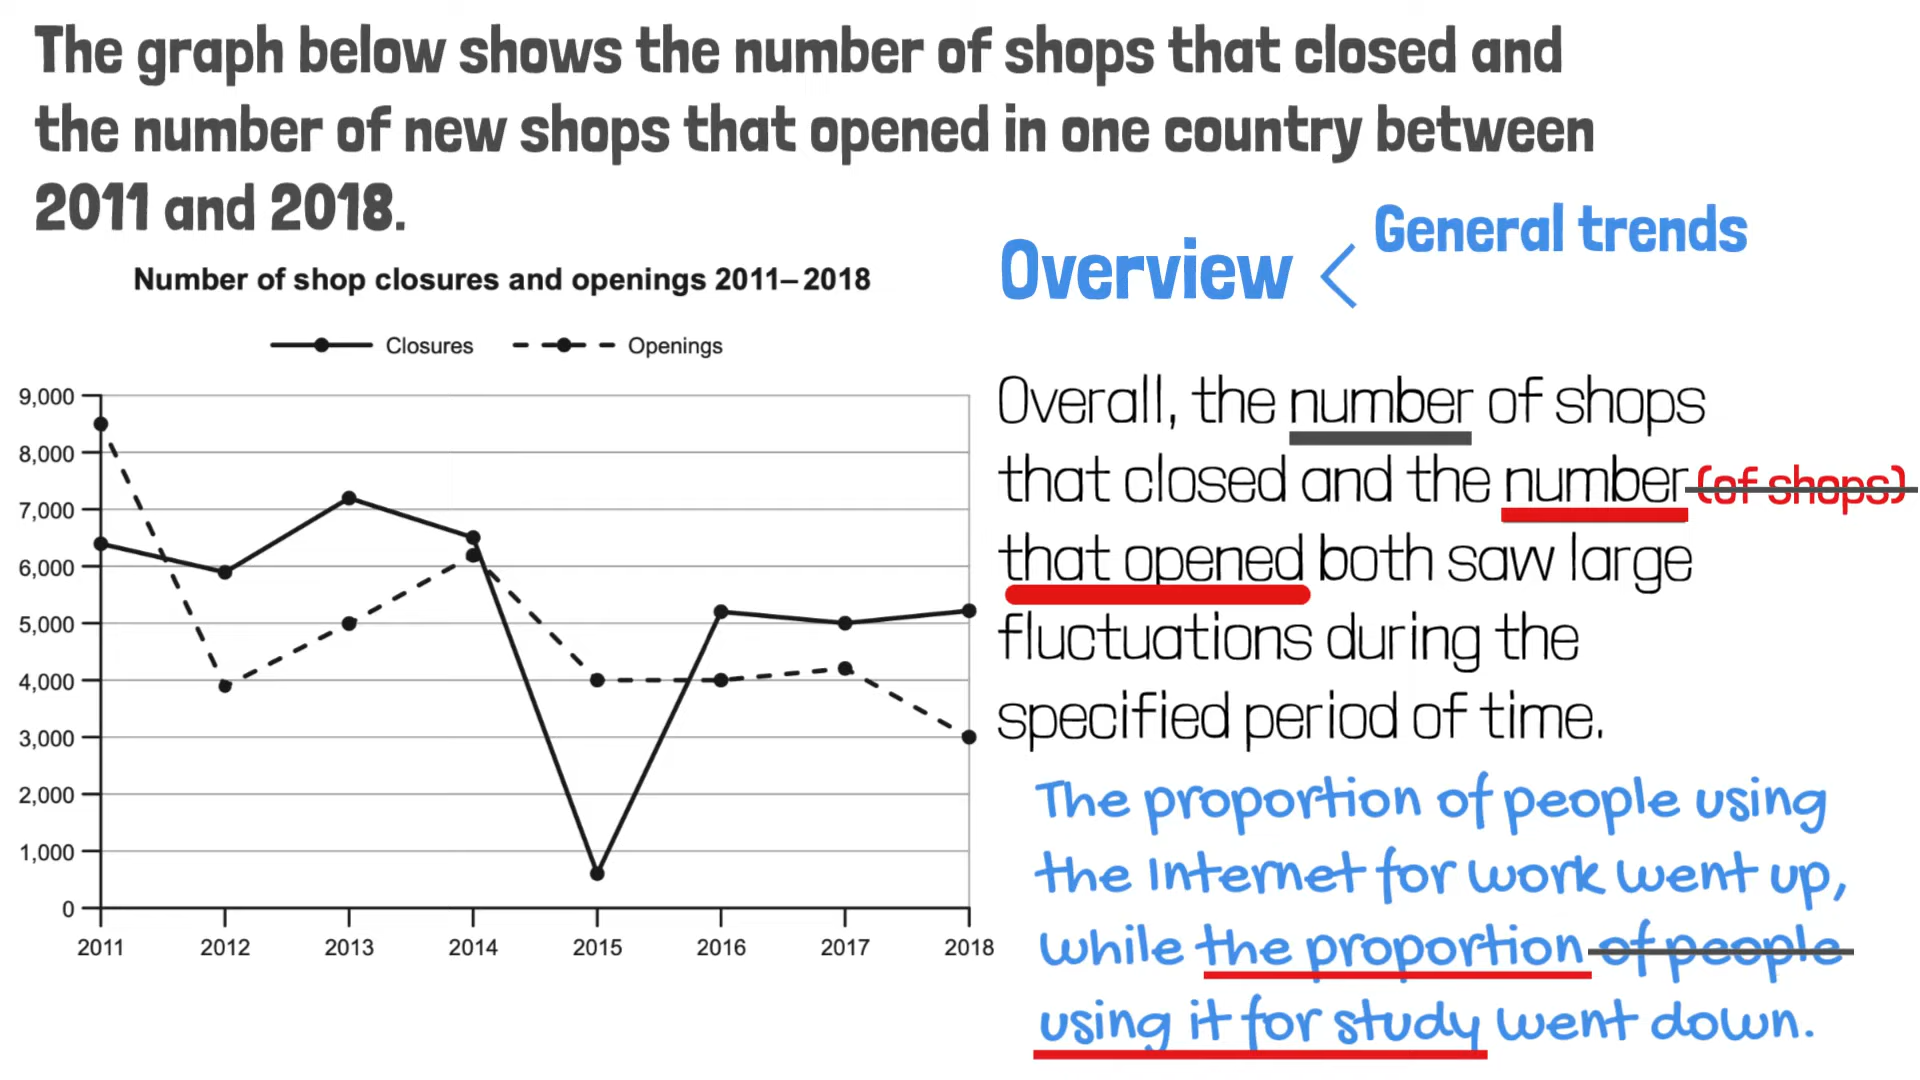 The graph below shows the number of shops that closed and
the number of new shops that opened in one country between
2011 and 2018.
Number of shop closures and openings 2011–2018
Closures
Openings
9,000
8,000
7,000
6,000
5,000
4,000
3,000
2,000
1,000
0
2011 2012 2013 2014 2015 2016 2017 2018
General trends
Overview
Overall, the number of shops
that closed and the number (of shops)
that opened both saw large
fluctuations during the
specified period of time.
The proportion of people using
the Internet for work went up,
while the proportion of people
using it for study went down.